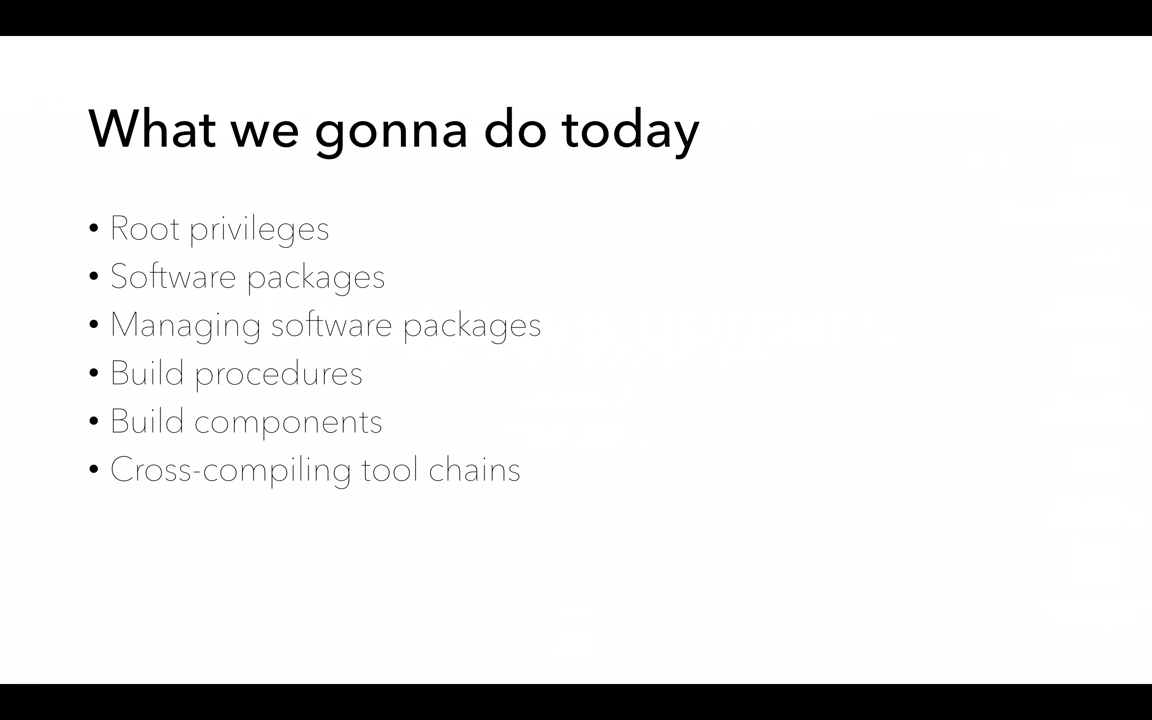 What we gonna do today
• Root privileges
• Software packages
• Managing software packages
• Build procedures
• Build components
• Cross-compiling tool chains